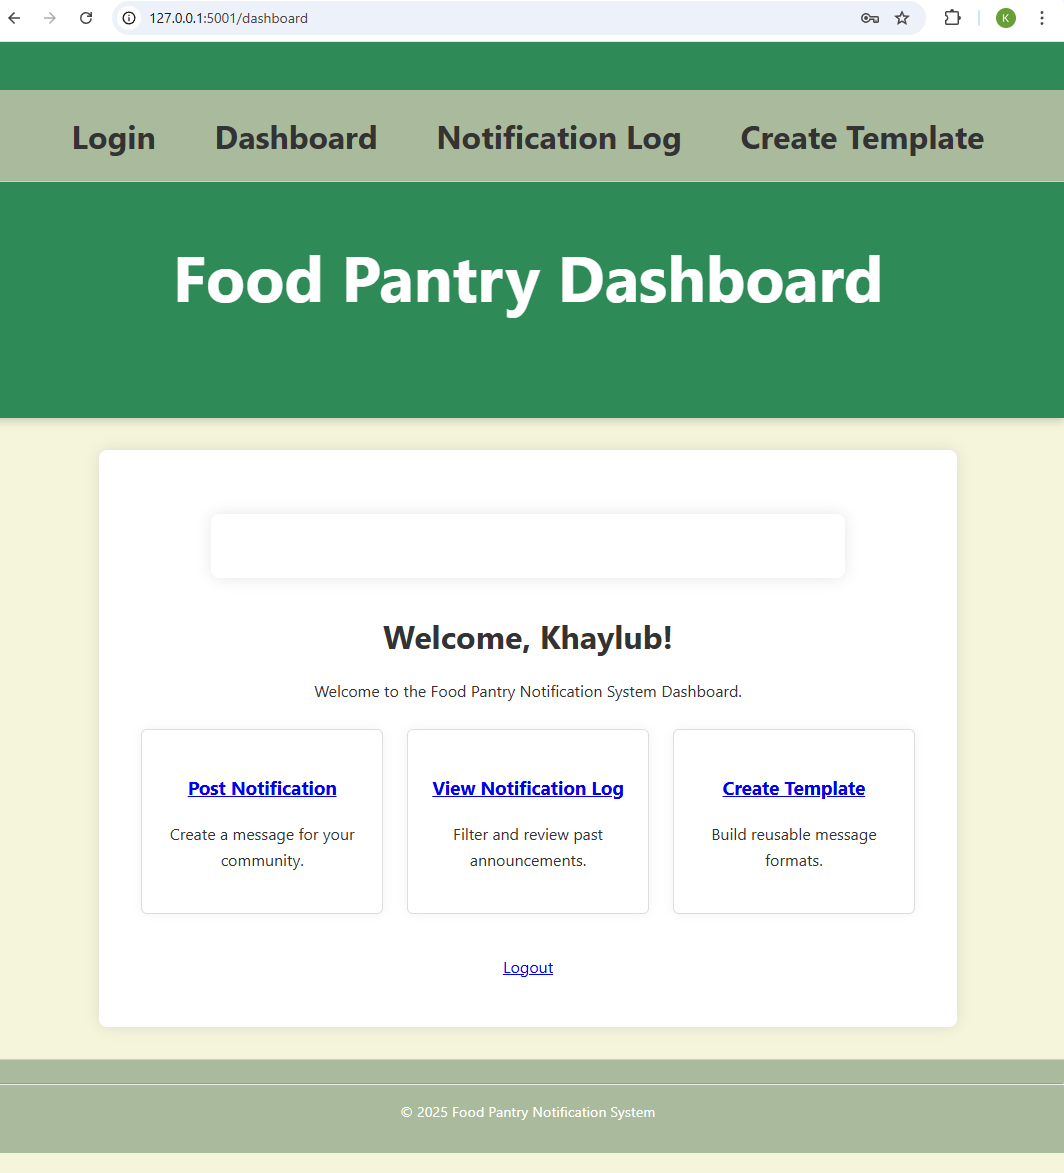 127.0.0.1:5001/dashboard
K
Login Dashboard Notification Log Create Template
Food Pantry Dashboard
Welcome, Khaylub!
Welcome to the Food Pantry Notification System Dashboard.
Post Notification
Create a message for your
community.
View Notification Log
Filter and review past
announcements.
Create Template
Build reusable message
formats.
Logout
© 2025 Food Pantry Notification System